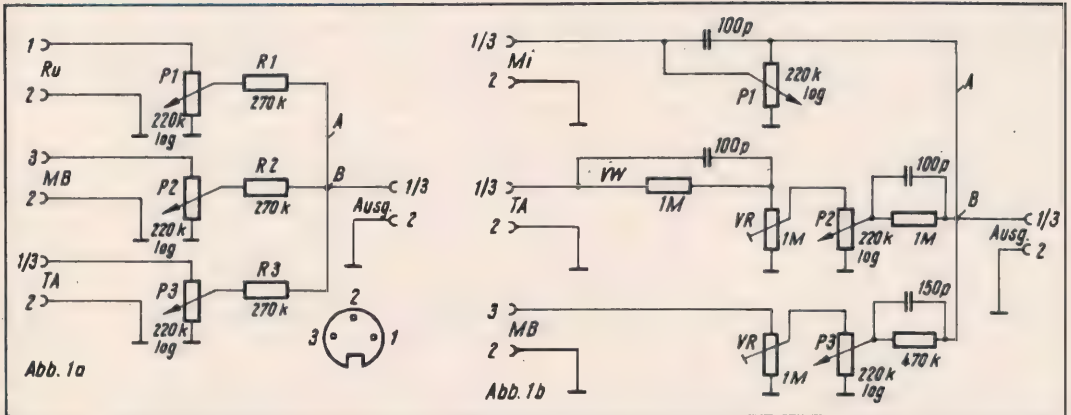 1
Ru
2
P1
220k
log
R1
270k
A
3
MB
2
P2
220k
log
R2
270k
B
1/3
Ausg.
2
1/3
TA
2
P3
220k
log
R3
270k
2
3
1
Abb. 1a
1/3
Mi
2
100p
220k
log
P1
A
1/3
TA
2
100p
VW
1M
VR
1M
P2
220k
log
100p
1M
B
1/3
Ausg.
2
3
MB
2
VR
1M
P3
220k
log
150p
470k
Abb. 1b